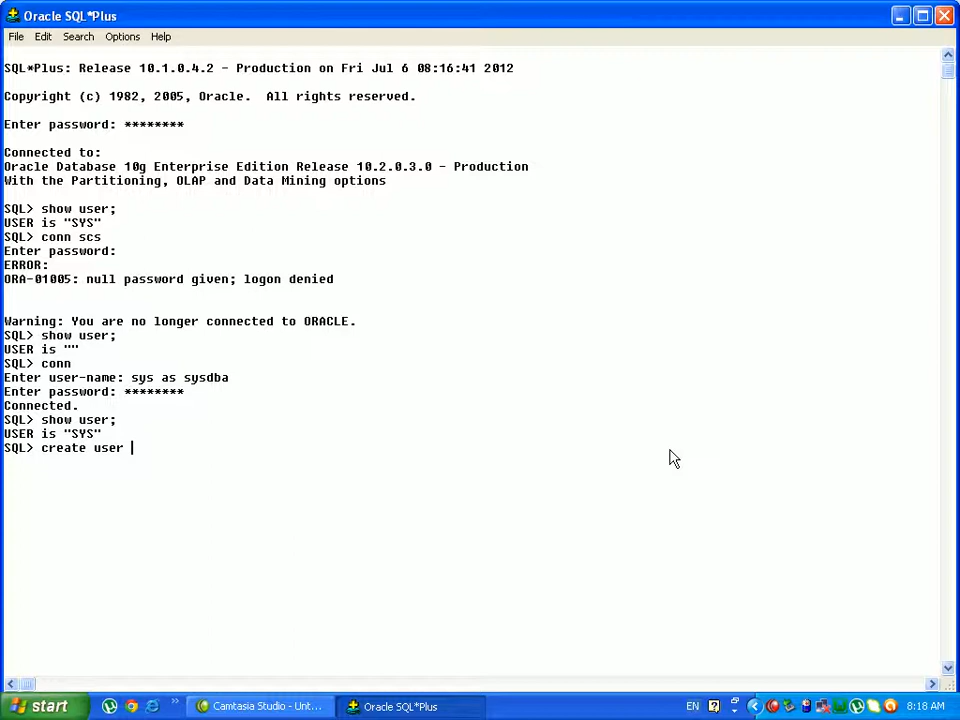 Oracle SQL*Plus
File Edit Search Options Help
SQL*Plus: Release 10.1.0.4.2 - Production on Fri Jul 6 08:16:41 2012
Copyright (c) 1982, 2005, Oracle.  All rights reserved.
Enter password: ********
Connected to:
Oracle Database 10g Enterprise Edition Release 10.2.0.3.0 - Production
With the Partitioning, OLAP and Data Mining options
SQL> show user;
USER is "SYS"
SQL> conn scs
Enter password:
ERROR:
ORA-01005: null password given; logon denied
Warning: You are no longer connected to ORACLE.
SQL> show user;
USER is ""
SQL> conn
Enter user-name: sys as sysdba
Enter password: ********
Connected.
SQL> show user;
USER is "SYS"
SQL> create user
start Camtasia Studio - Unt... Oracle SQL*Plus EN 8:18 AM